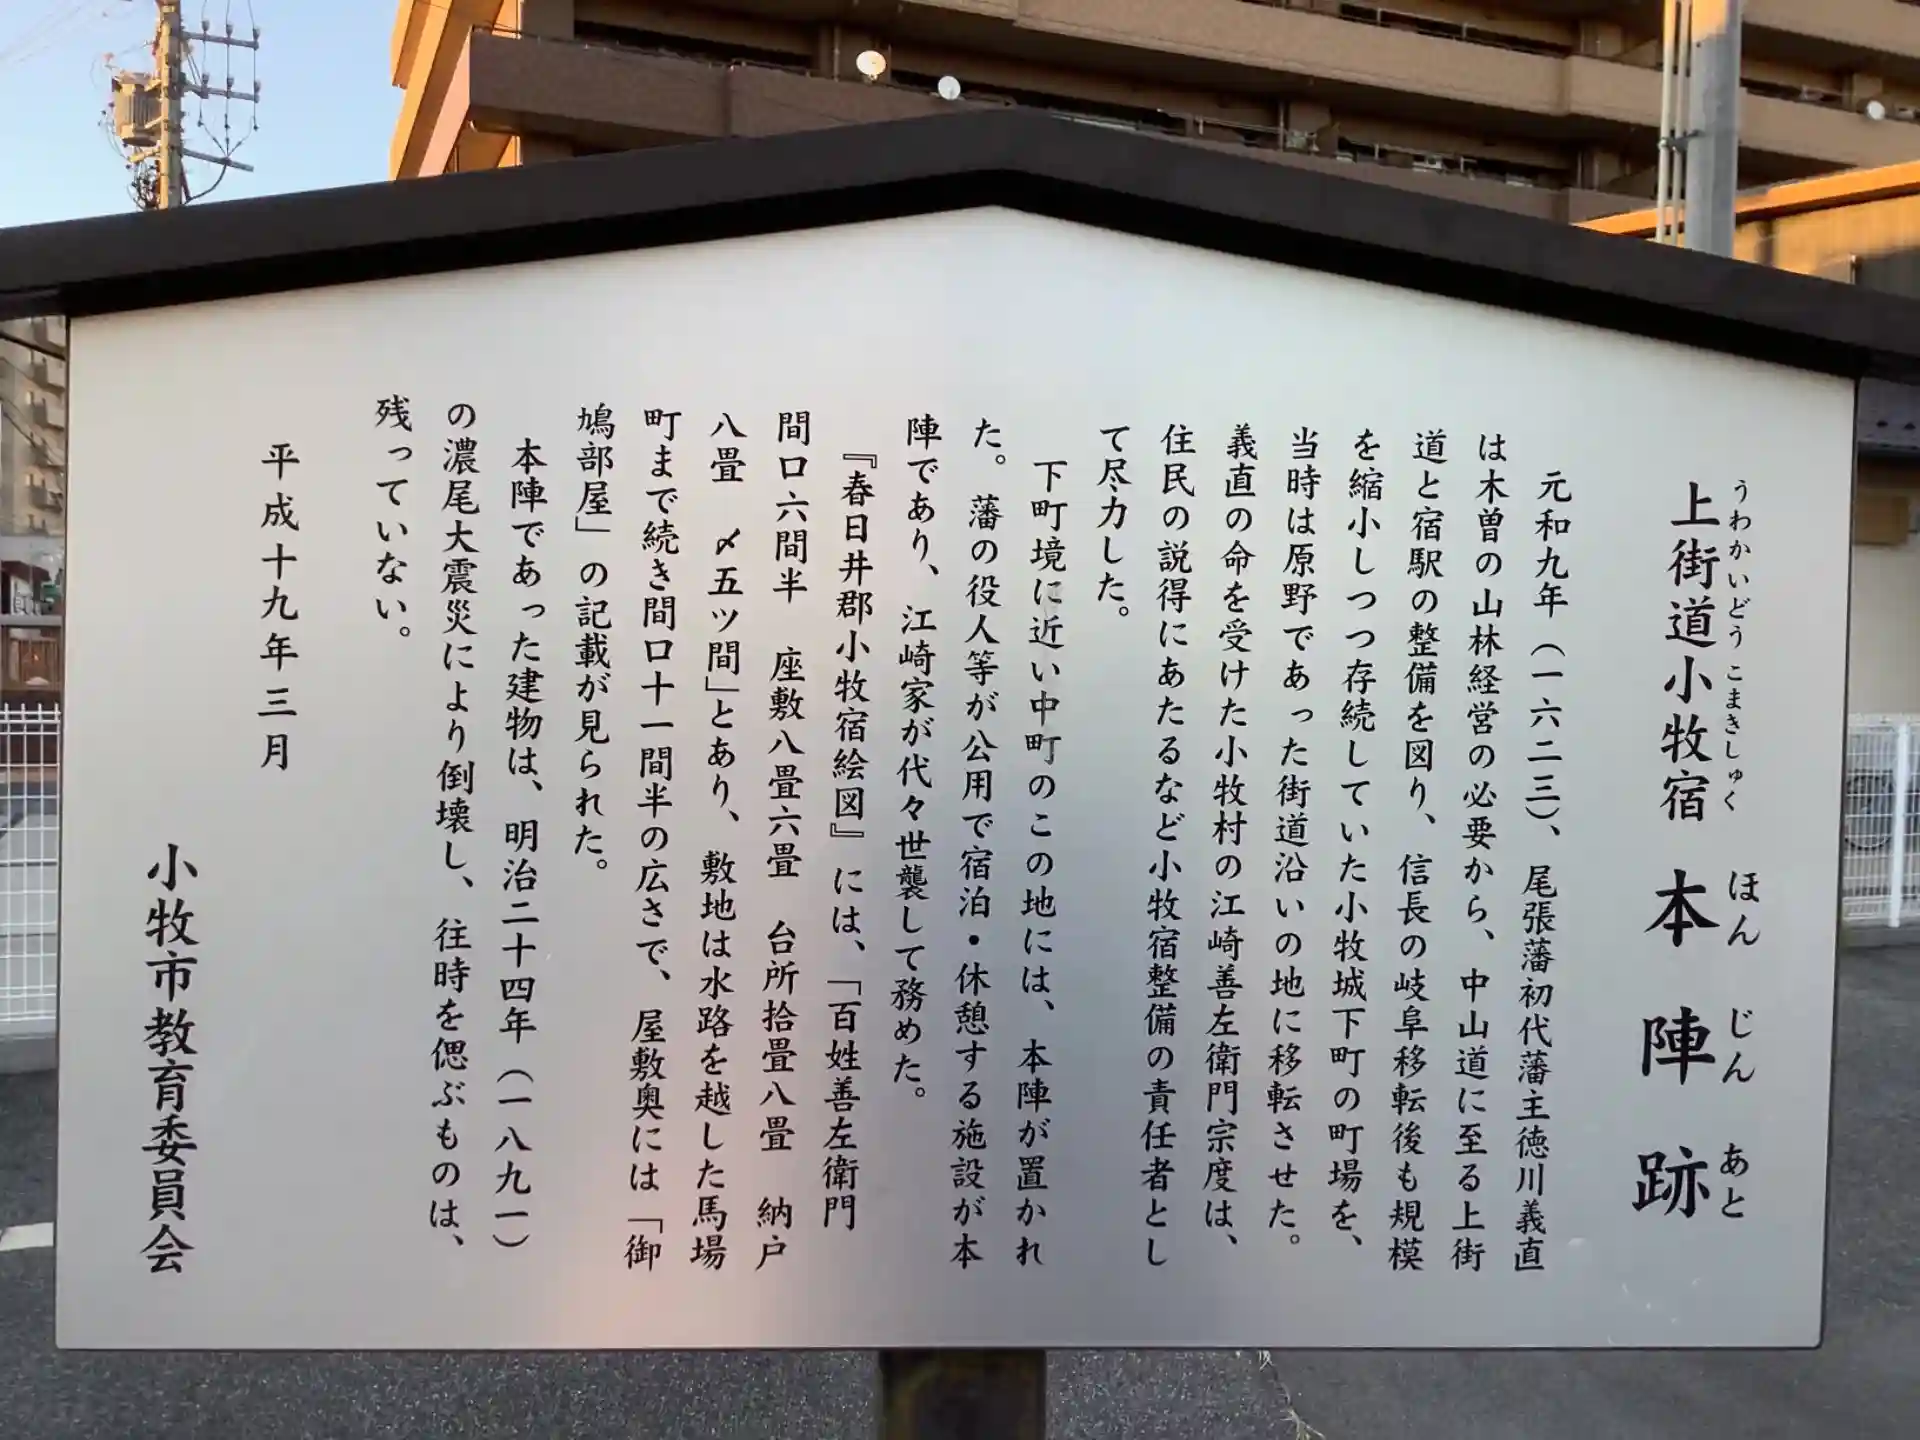 上街道小牧宿 本陣跡
うわかいどうこまきしゅく ほんじんあと
元和九年（一六二三）、尾張藩初代藩主徳川義直
は木曽の山林経営の必要から、中山道に至る上街
道と宿駅の整備を図り、信長の岐阜移転後も規模
を縮小しつつ存続していた小牧城下町の町場を、
当時は原野であった街道沿いの地に移転させた。
義直の命を受けた小牧村の江崎善左衛門宗度は、
住民の説得にあたるなど小牧宿整備の責任者とし
て尽力した。
下町境に近い中町のこの地には、本陣が置かれ
た。藩の役人等が公用で宿泊・休憩する施設が本
陣であり、江崎家が代々世襲して務めた。
『春日井郡小牧宿絵図』には、「百姓善左衛門
間口六間半 座敷八畳六畳 台所拾畳八畳 納戸
八畳 〆五ツ間」とあり、敷地は水路を越した馬場
町まで続き間口十一間半の広さで、屋敷奥には「御
鳩部屋」の記載が見られた。
本陣であった建物は、明治二十四年（一八九一）
の濃尾大震災により倒壊し、往時を偲ぶものは、
残っていない。
平成十九年三月
小牧市教育委員会